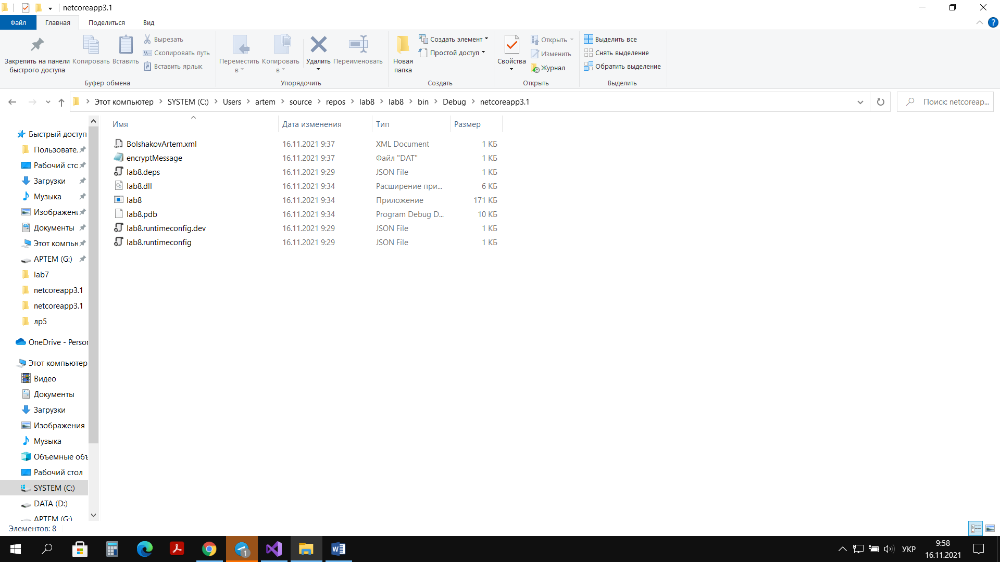 netcoreapp3.1
Файл Главная Поделиться Вид
Закрепить на панели быстрого доступа
Копировать
Вставить
Вырезать
Скопировать путь
Вставить ярлык
Буфер обмена
Переместить в
Копировать в
Удалить
Переименовать
Упорядочить
Новая папка
Создать элемент
Простой доступ
Создать
Свойства
Открыть
Изменить
Журнал
Открыть
Выделить все
Снять выделение
Обратить выделение
Выделить
Этот компьютер SYSTEM (C:) Users artem source repos lab8 lab8 bin Debug netcoreapp3.1
Поиск: netcoreap...
Быстрый доступ
Пользовате.
Рабочий стс
Загрузки
Музыка
Изображени
Документы
Этот компьн
АРТЕМ (G:)
lab7
netcoreapp3.1
netcoreapp3.1
лр5
OneDrive - Person
Этот компьютер
Видео
Документы
Загрузки
Изображения
Музыка
Объемные объ
Рабочий стол
SYSTEM (C:)
DATA (D:)
АРТЕМ (G:)
Имя Дата изменения Тип Размер
BolshakovArtem.xml 16.11.2021 9:37 XML Document 1 КБ
encryptMessage 16.11.2021 9:37 Файл "DAT" 1 КБ
lab8.deps 16.11.2021 9:29 JSON File 1 КБ
lab8.dll 16.11.2021 9:34 Расширение при... 6 КБ
lab8 16.11.2021 9:34 Приложение 171 КБ
lab8.pdb 16.11.2021 9:34 Program Debug D... 10 КБ
lab8.runtimeconfig.dev 16.11.2021 9:29 JSON File 1 КБ
lab8.runtimeconfig 16.11.2021 9:29 JSON File 1 КБ
Элементов: 8
1
УКР
9:58
16.11.2021